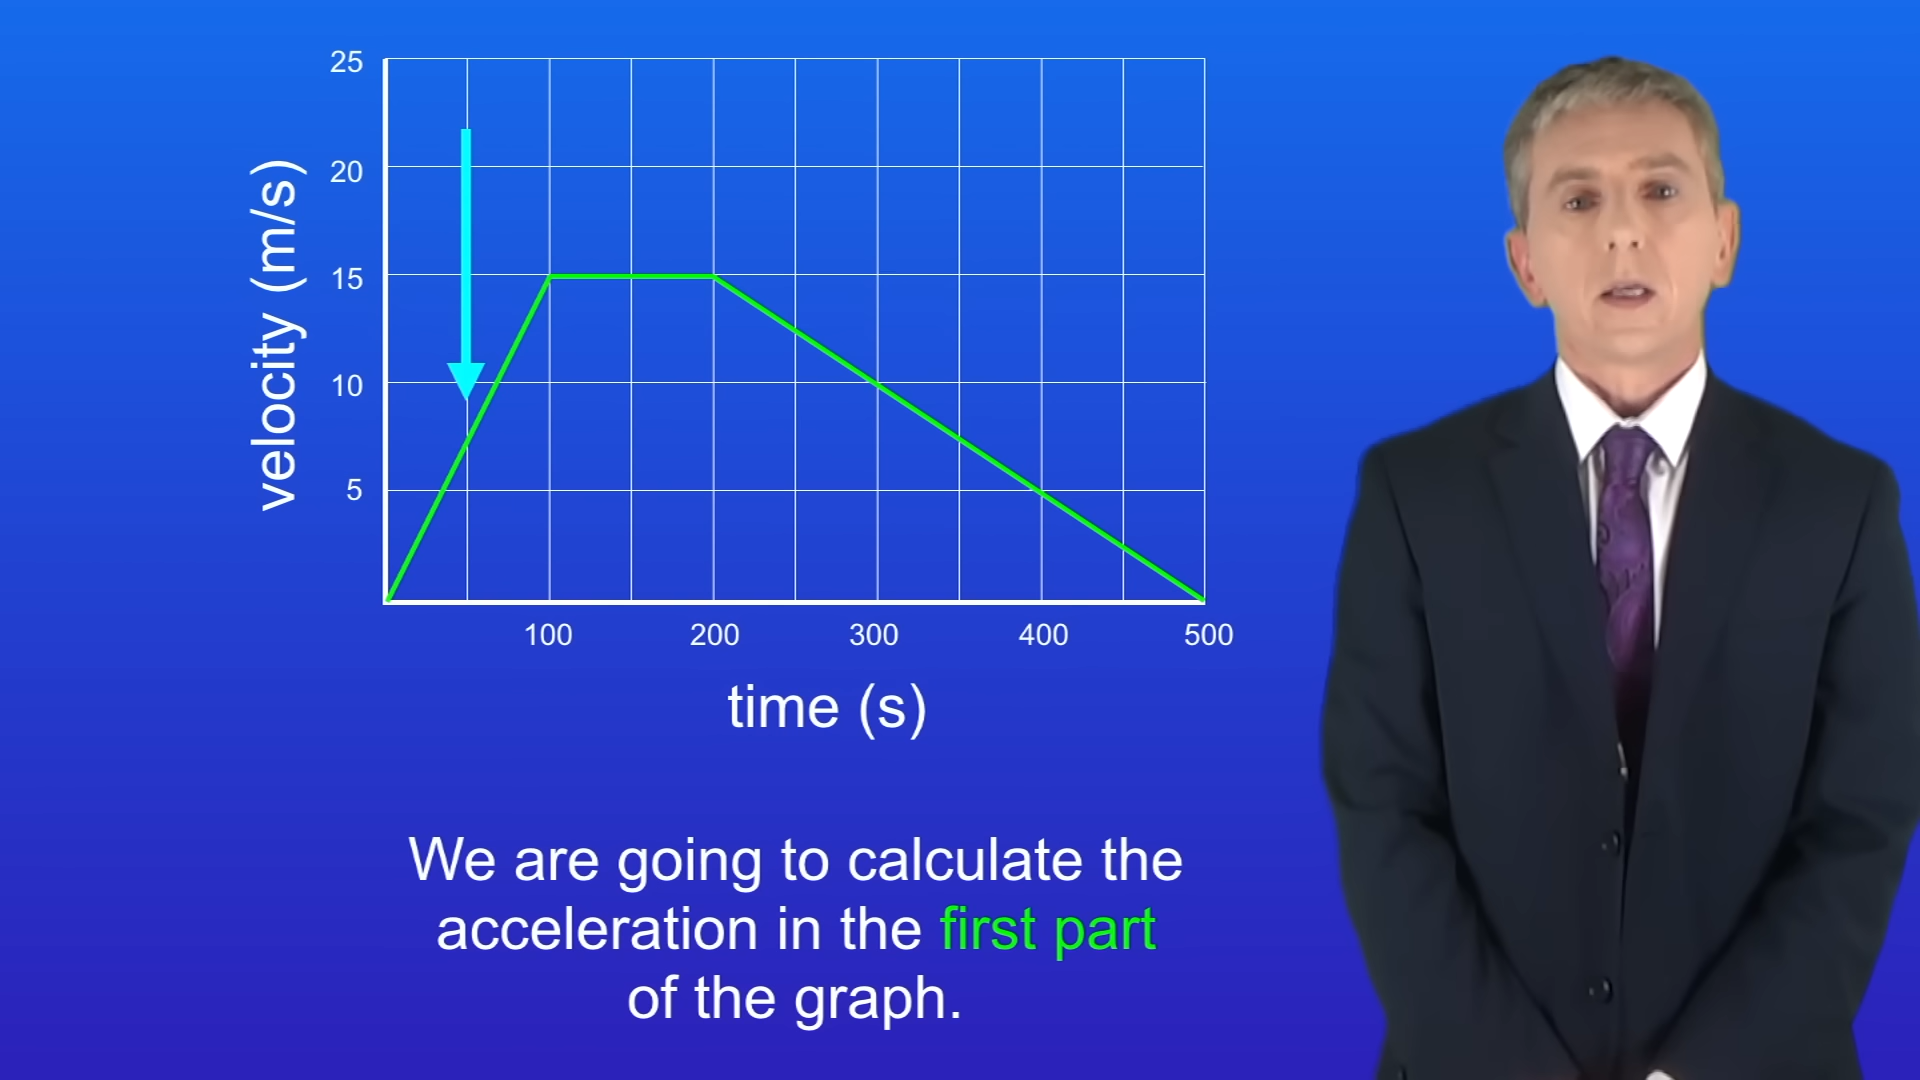 25
20
15
10
5
velocity (m/s)
100 200 300 400 500
time (s)
We are going to calculate the
acceleration in the first part
of the graph.